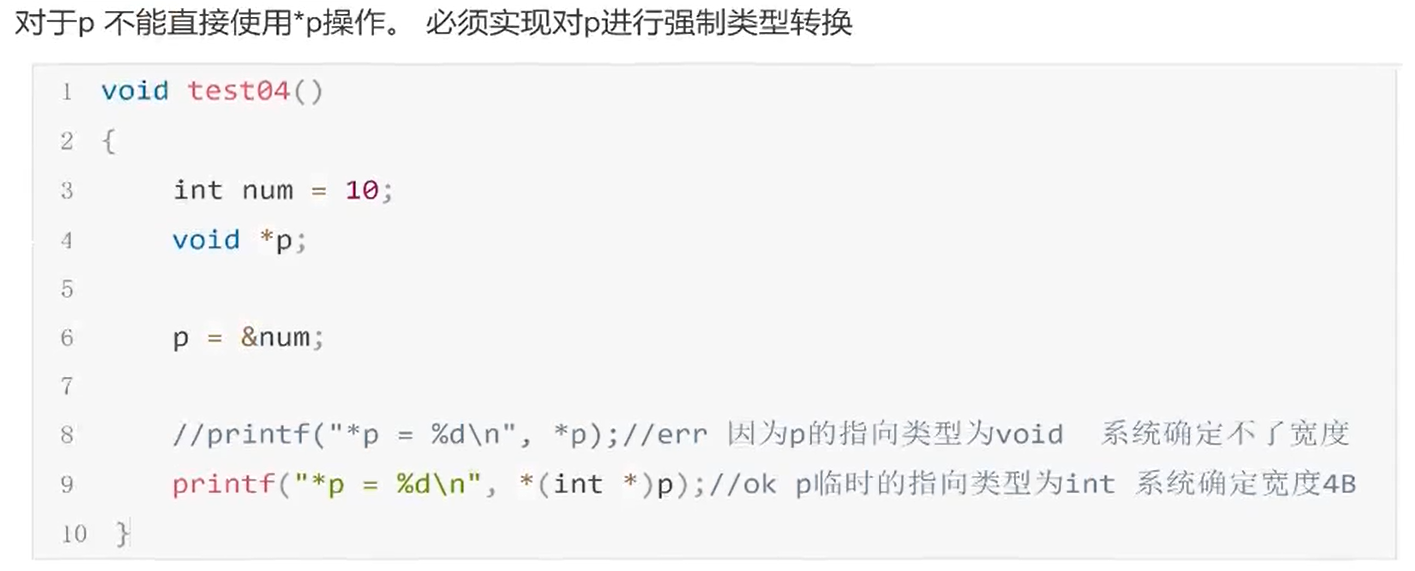 对于p 不能直接使用*p操作。 必须实现对p进行强制类型转换
1 void test04()
2 {
3     int num = 10;
4     void *p;
5
6     p = &num;
7
8     //printf("*p = %d\n", *p);//err 因为p的指向类型为void  系统确定不了宽度
9     printf("*p = %d\n", *(int *)p);//ok p临时的指向类型为int 系统确定宽度4B
10 }